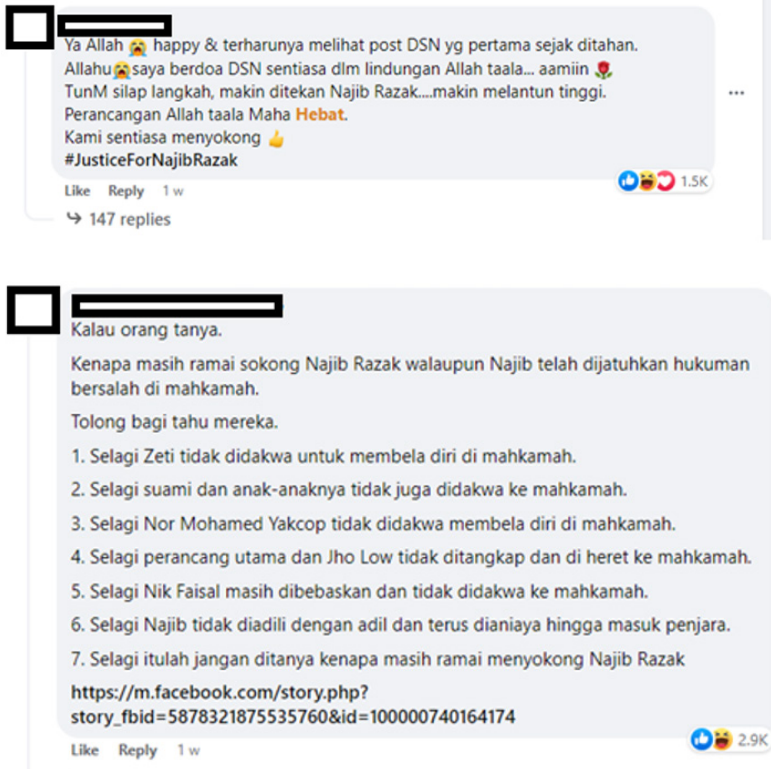 Ya Allah 😭 happy & terharunya melihat post DSN yg pertama sejak ditahan.
Allahu😭saya berdoa DSN sentiasa dlm lindungan Allah taala... aamiin 🌹
TunM silap langkah, makin ditekan Najib Razak....makin melantun tinggi.
Perancangan Allah taala Maha Hebat.
Kami sentiasa menyokong 👍
#JusticeForNajibRazak
1.5K
Like Reply 1 w
147 replies
Kalau orang tanya.
Kenapa masih ramai sokong Najib Razak walaupun Najib telah dijatuhkan hukuman
bersalah di mahkamah.
Tolong bagi tahu mereka.
1. Selagi Zeti tidak didakwa untuk membela diri di mahkamah.
2. Selagi suami dan anak-anaknya tidak juga didakwa ke mahkamah.
3. Selagi Nor Mohamed Yakcop tidak didakwa membela diri di mahkamah.
4. Selagi perancang utama dan Jho Low tidak ditangkap dan di heret ke mahkamah.
5. Selagi Nik Faisal masih dibebaskan dan tidak didakwa ke mahkamah.
6. Selagi Najib tidak diadili dengan adil dan terus dianiaya hingga masuk penjara.
7. Selagi itulah jangan ditanya kenapa masih ramai menyokong Najib Razak
https://m.facebook.com/story.php?
story_fbid=5878321875535760&id=100000740164174
2.9K
Like Reply 1 w